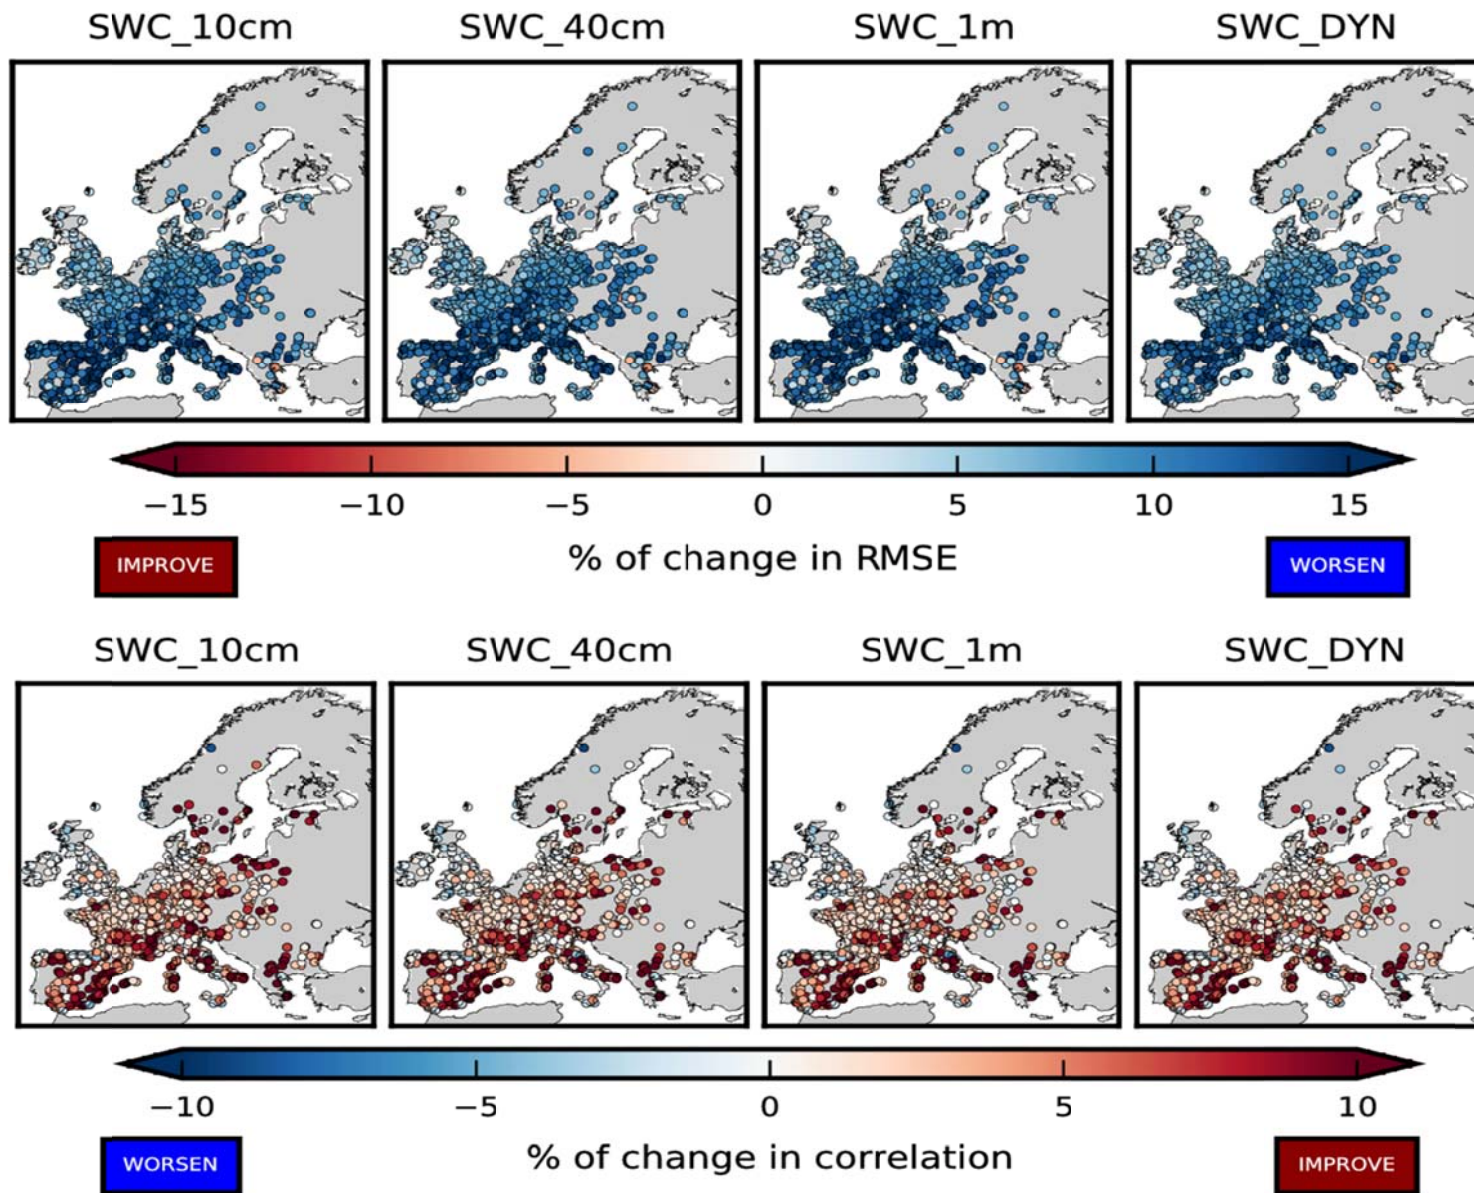 SWC_10cm SWC_40cm SWC_1m SWC_DYN
−15 −10 −5 0 5 10 15
IMPROVE % of change in RMSE WORSEN
SWC_10cm SWC_40cm SWC_1m SWC_DYN
−10 −5 0 5 10
WORSEN % of change in correlation IMPROVE